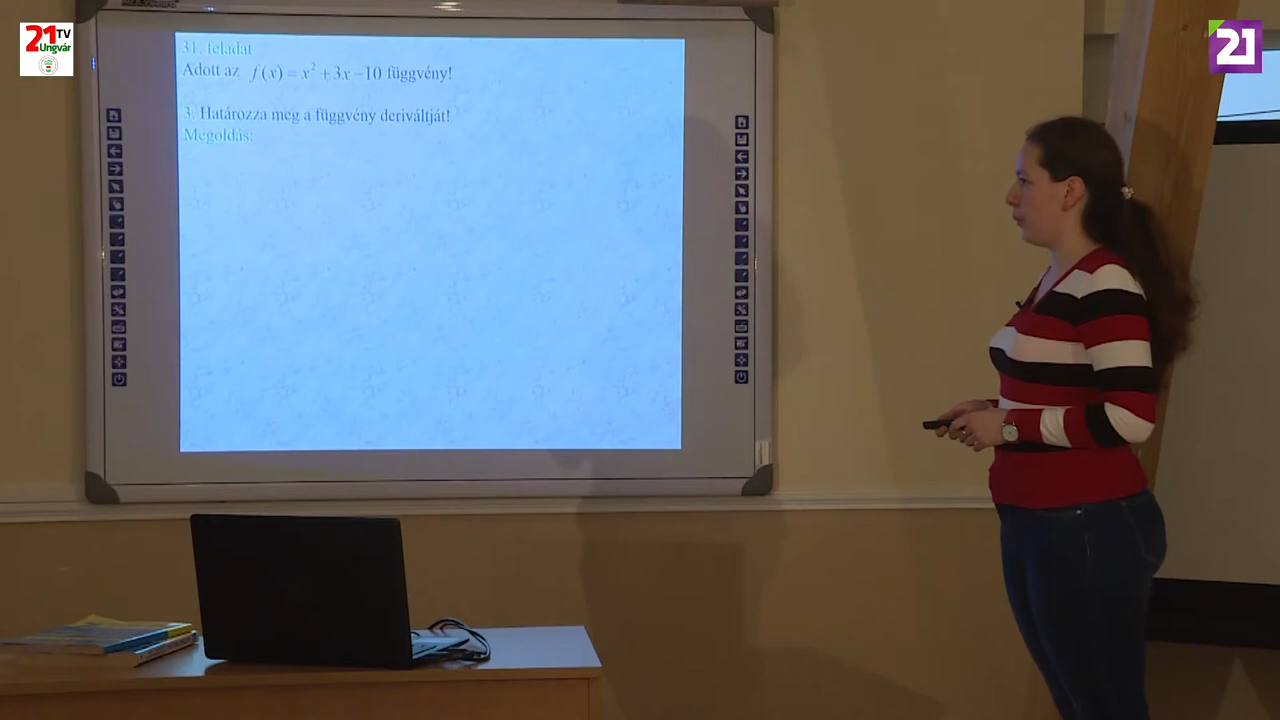 21 TV
Ungvár
21
31. feladat
Adott az f(x) = x² + 3x − 10 függvény!
3. Határozza meg a függvény deriváltját!
Megoldás: